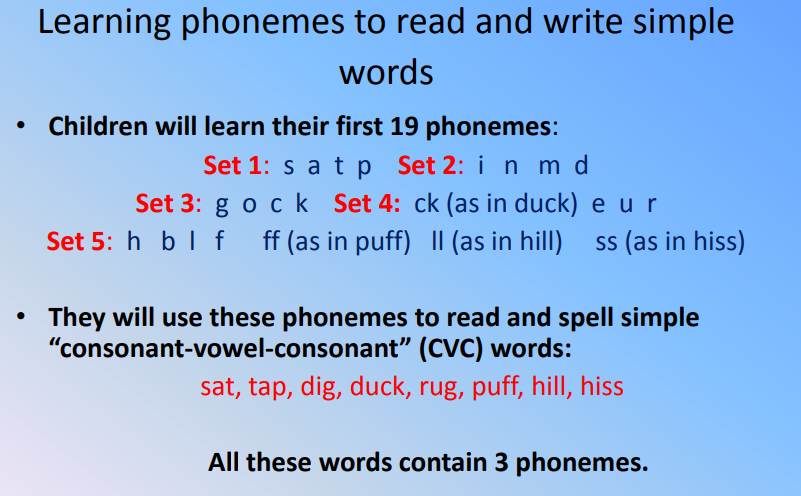 Learning phonemes to read and write simple
words
• Children will learn their first 19 phonemes:
Set 1: s a t p Set 2: i n m d
Set 3: g o c k Set 4: ck (as in duck) e u r
Set 5: h b l f ff (as in puff) ll (as in hill) ss (as in hiss)
• They will use these phonemes to read and spell simple
“consonant-vowel-consonant” (CVC) words:
sat, tap, dig, duck, rug, puff, hill, hiss
All these words contain 3 phonemes.